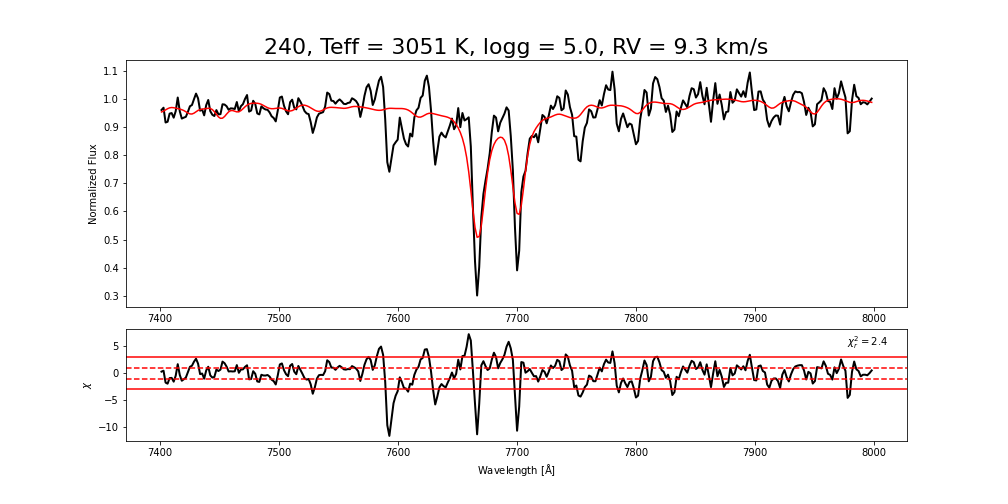 240, Teff = 3051 K, logg = 5.0, RV = 9.3 km/s
1.1
1.0
0.9
0.8
0.7
0.6
0.5
0.4
0.3
Normalized Flux
7400 7500 7600 7700 7800 7900 8000
χ²ᵣ = 2.4
5
0
−5
−10
χ
7400 7500 7600 7700 7800 7900 8000
Wavelength [Å]